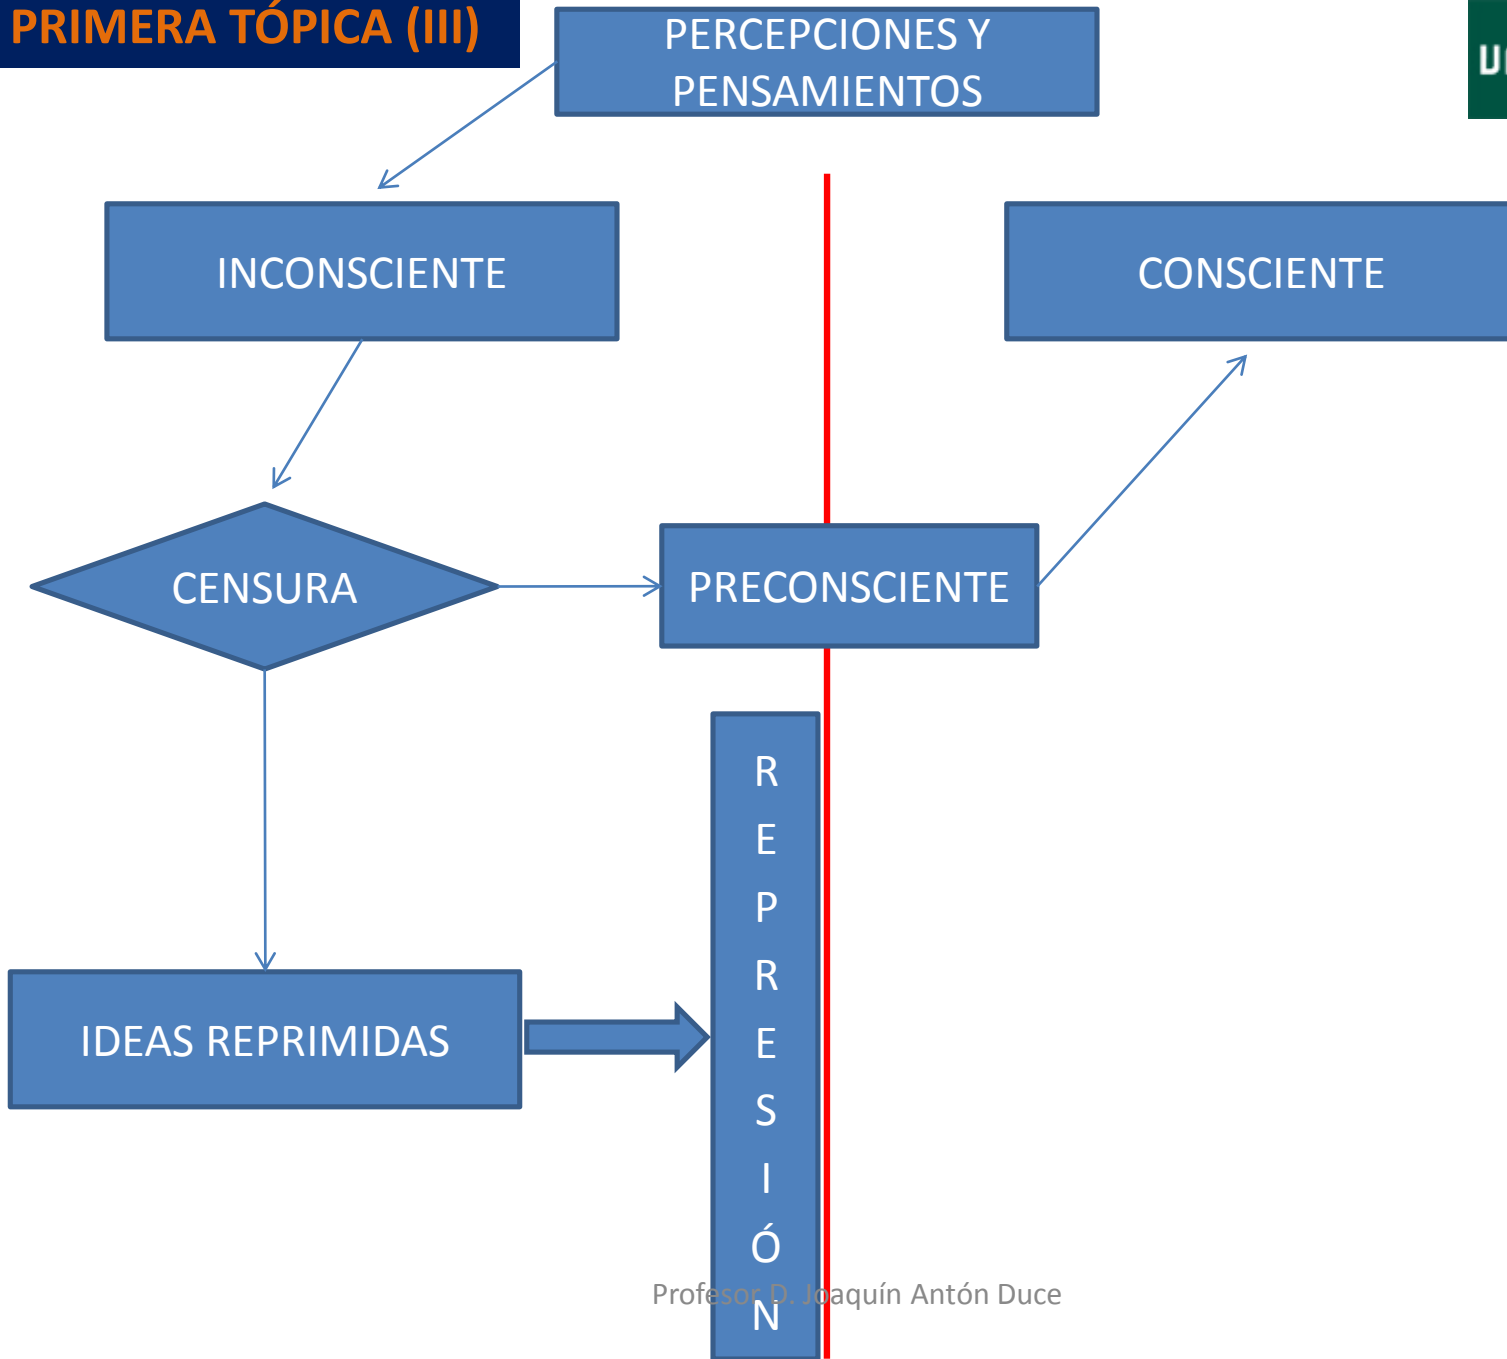 PRIMERA TÓPICA (III)
PERCEPCIONES Y
PENSAMIENTOS
INCONSCIENTE
CONSCIENTE
CENSURA
PRECONSCIENTE
R
E
P
R
E
S
I
Ó
N
IDEAS REPRIMIDAS
Profesor D. Joaquín Antón Duce